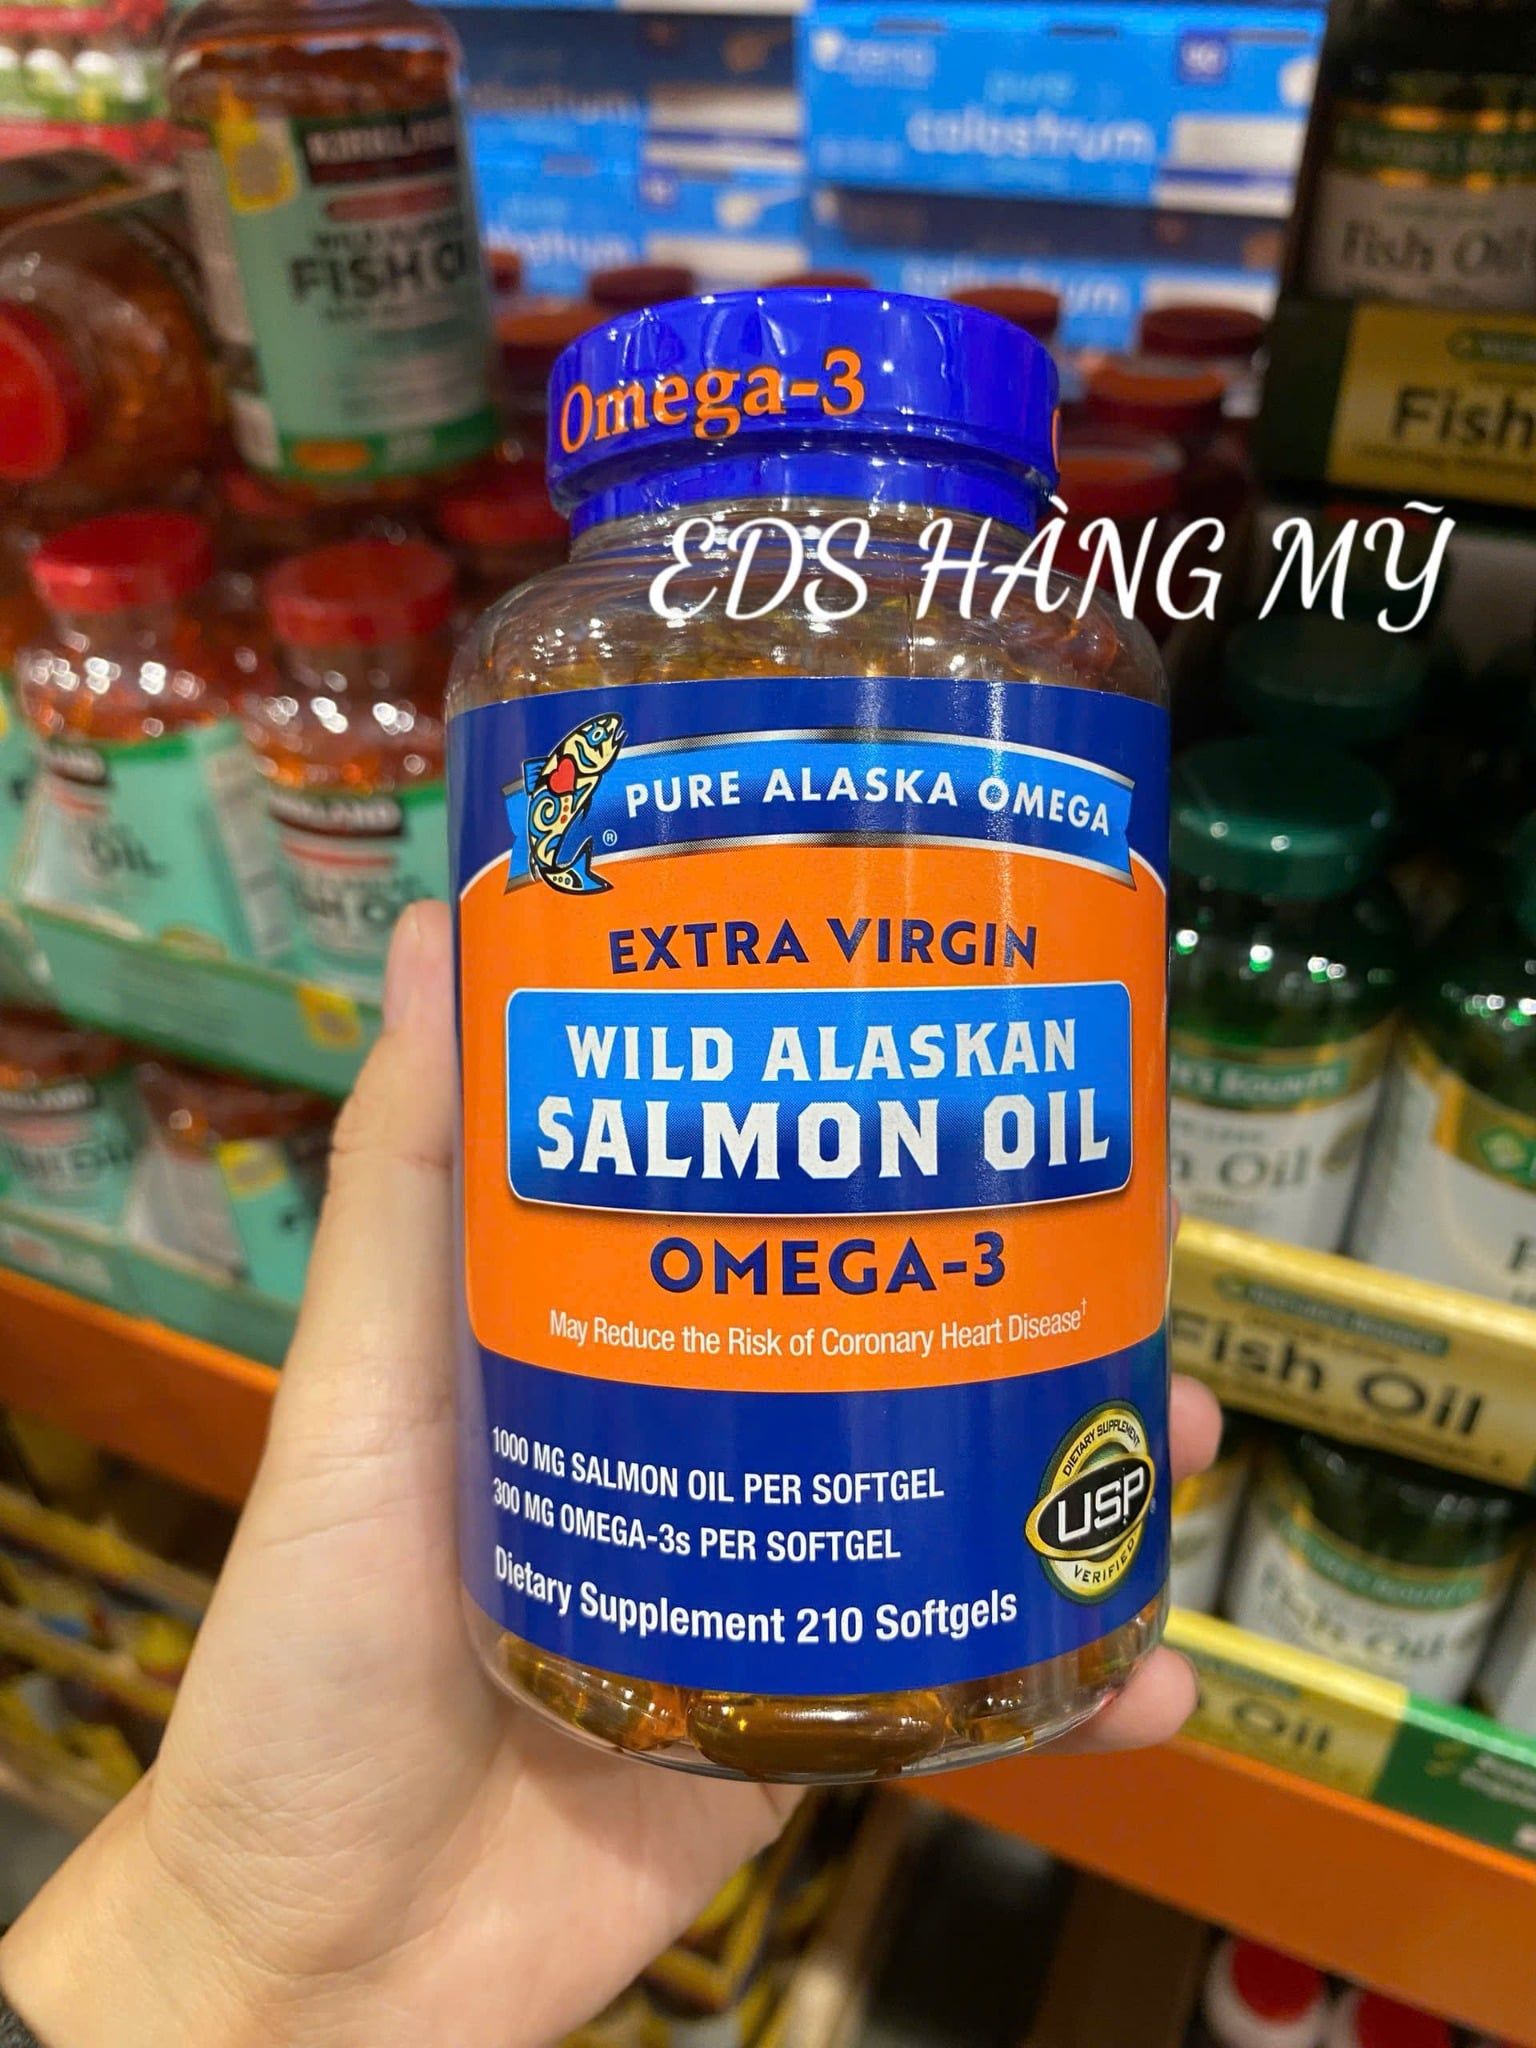 pure
colostrum
KIRKLAND
FISH OIL
Fish Oil
Fish
Omega-3
EDS HÀNG MỸ
PURE ALASKA OMEGA
®
EXTRA VIRGIN
WILD ALASKAN
SALMON OIL
OMEGA-3
May Reduce the Risk of Coronary Heart Disease†
1000 MG SALMON OIL PER SOFTGEL
300 MG OMEGA-3s PER SOFTGEL
Dietary Supplement 210 Softgels
DIETARY SUPPLEMENT
USP
VERIFIED
Fish Oil
Oil